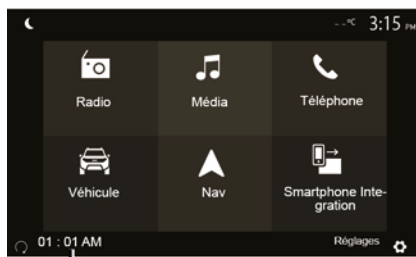 --°C 3:15 PM
Radio Média Téléphone
Véhicule Nav Smartphone Inte-
gration
01 : 01 AM Réglages